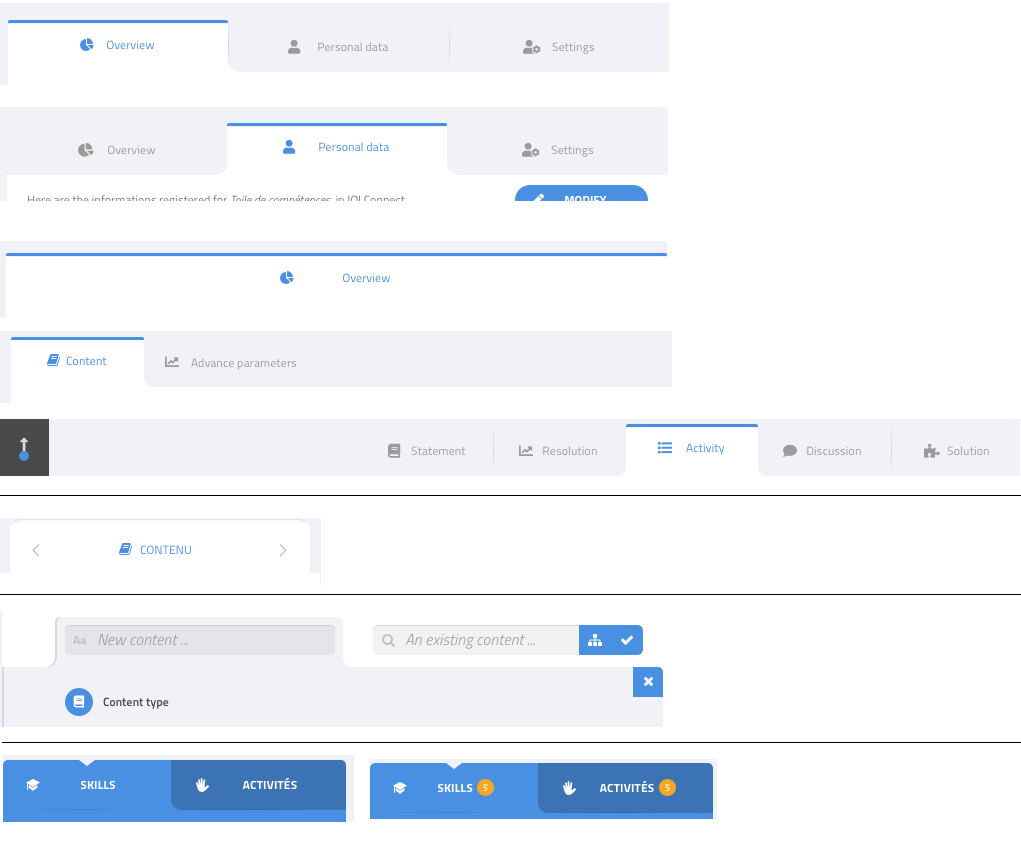 Overview Personal data Settings
Overview Personal data Settings
Here are the informations registered for Toile de compétences, in JOI Connect
MODIFY
Overview
Content Advance parameters
Statement Resolution Activity Discussion Solution
CONTENU
Aa New content ... An existing content ...
Content type
SKILLS ACTIVITÉS SKILLS 5 ACTIVITÉS 5